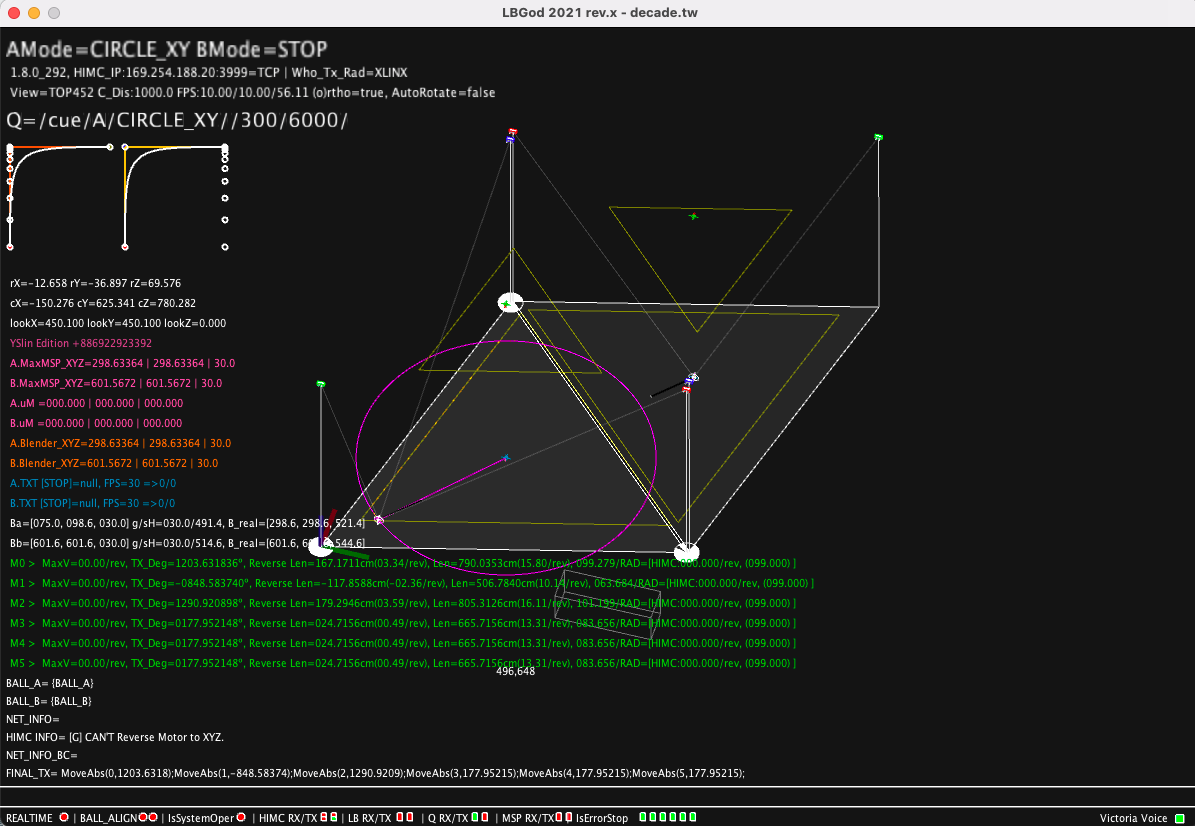 LBGod 2021 rev.x - decade.tw
AMode=CIRCLE_XY BMode=STOP
1.8.0_292, HIMC_IP:169.254.188.20:3999=TCP | Who_Tx_Rad=XLINX
View=TOP452 C_Dis:1000.0 FPS:10.00/10.00/56.11 (o)rtho=true, AutoRotate=false
Q=/cue/A/CIRCLE_XY//300/6000/
rX=-12.658 rY=-36.897 rZ=69.576
cX=-150.276 cY=625.341 cZ=780.282
lookX=450.100 lookY=450.100 lookZ=0.000
YSlin Edition +886922923392
A.MaxMSP_XYZ=298.63364 | 298.63364 | 30.0
B.MaxMSP_XYZ=601.5672 | 601.5672 | 30.0
A.uM =000.000 | 000.000 | 000.000
B.uM =000.000 | 000.000 | 000.000
A.Blender_XYZ=298.63364 | 298.63364 | 30.0
B.Blender_XYZ=601.5672 | 601.5672 | 30.0
A.TXT [STOP]=null, FPS=30 =>0/0
B.TXT [STOP]=null, FPS=30 =>0/0
Ba=[075.0, 098.6, 030.0] g/sH=030.0/491.4, B_real=[298.6, 298.6, 521.4]
Bb=[601.6, 601.6, 030.0] g/sH=030.0/514.6, B_real=[601.6, 544.6]
M0 > MaxV=00.00/rev, TX_Deg=1203.631836°, Reverse Len=167.1711cm(03.34/rev), Len=790.0353(15.80/rev), 099.279/RAD=[HIMC:000.000/rev, (099.000) ]
M1 > MaxV=00.00/rev, TX_Deg=-0848.583740°, Reverse Len=-117.8588cm(-02.36/rev), Len=506.7840cm(10.14/rev), 063.684/RAD=[HIMC:000.000/rev, (099.000) ]
M2 > MaxV=00.00/rev, TX_Deg=1290.920898°, Reverse Len=179.2946cm(03.59/rev), Len=805.3126cm(16.11/rev), 101.199/RAD=[HIMC:000.000/rev, (099.000) ]
M3 > MaxV=00.00/rev, TX_Deg=0177.952148°, Reverse Len=024.7156cm(00.49/rev), Len=665.7156cm(13.31/rev), 083.656/RAD=[HIMC:000.000/rev, (099.000) ]
M4 > MaxV=00.00/rev, TX_Deg=0177.952148°, Reverse Len=024.7156cm(00.49/rev), Len=665.7156cm(13.31/rev), 083.656/RAD=[HIMC:000.000/rev, (099.000) ]
M5 > MaxV=00.00/rev, TX_Deg=0177.952148°, Reverse Len=024.7156cm(00.49/rev), Len=665.7156cm(13.31/rev), 083.656/RAD=[HIMC:000.000/rev, (099.000) ]
496,648
BALL_A= {BALL_A}
BALL_B= {BALL_B}
NET_INFO=
HIMC INFO= [G] CAN'T Reverse Motor to XYZ.
NET_INFO_BC=
FINAL_TX= MoveAbs(0,1203.6318);MoveAbs(1,-848.58374);MoveAbs(2,1290.9209);MoveAbs(3,177.95215);MoveAbs(4,177.95215);MoveAbs(5,177.95215);
REALTIME | BALL_ALIGN | IsSystemOper | HIMC RX/TX | LB RX/TX | Q RX/TX | MSP RX/TX | IsErrorStop Victoria Voice